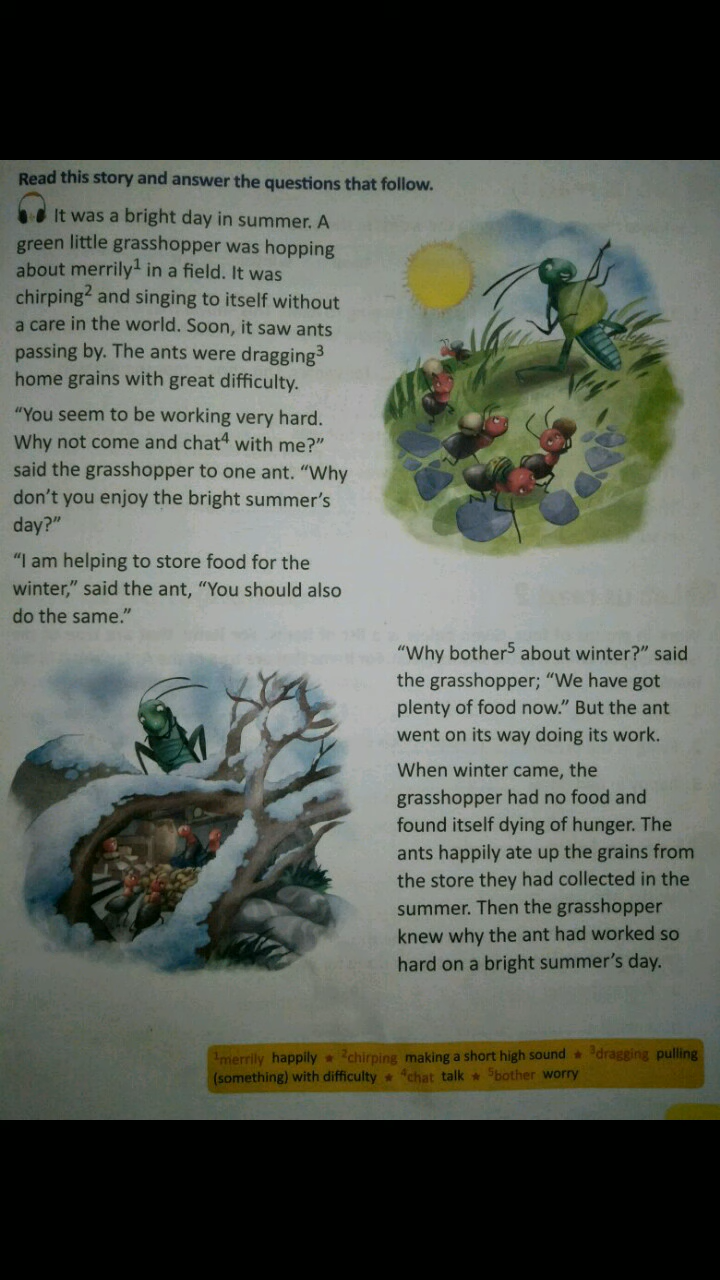 Read this story and answer the questions that follow.
It was a bright day in summer. A
green little grasshopper was hopping
about merrily¹ in a field. It was
chirping² and singing to itself without
a care in the world. Soon, it saw ants
passing by. The ants were dragging³
home grains with great difficulty.
“You seem to be working very hard.
Why not come and chat⁴ with me?”
said the grasshopper to one ant. “Why
don’t you enjoy the bright summer’s
day?”
“I am helping to store food for the
winter,” said the ant, “You should also
do the same.”
“Why bother⁵ about winter?” said
the grasshopper; “We have got
plenty of food now.” But the ant
went on its way doing its work.
When winter came, the
grasshopper had no food and
found itself dying of hunger. The
ants happily ate up the grains from
the store they had collected in the
summer. Then the grasshopper
knew why the ant had worked so
hard on a bright summer’s day.
¹merrily happily ★ ²chirping making a short high sound ★ ³dragging pulling
(something) with difficulty ★ ⁴chat talk ★ ⁵bother worry